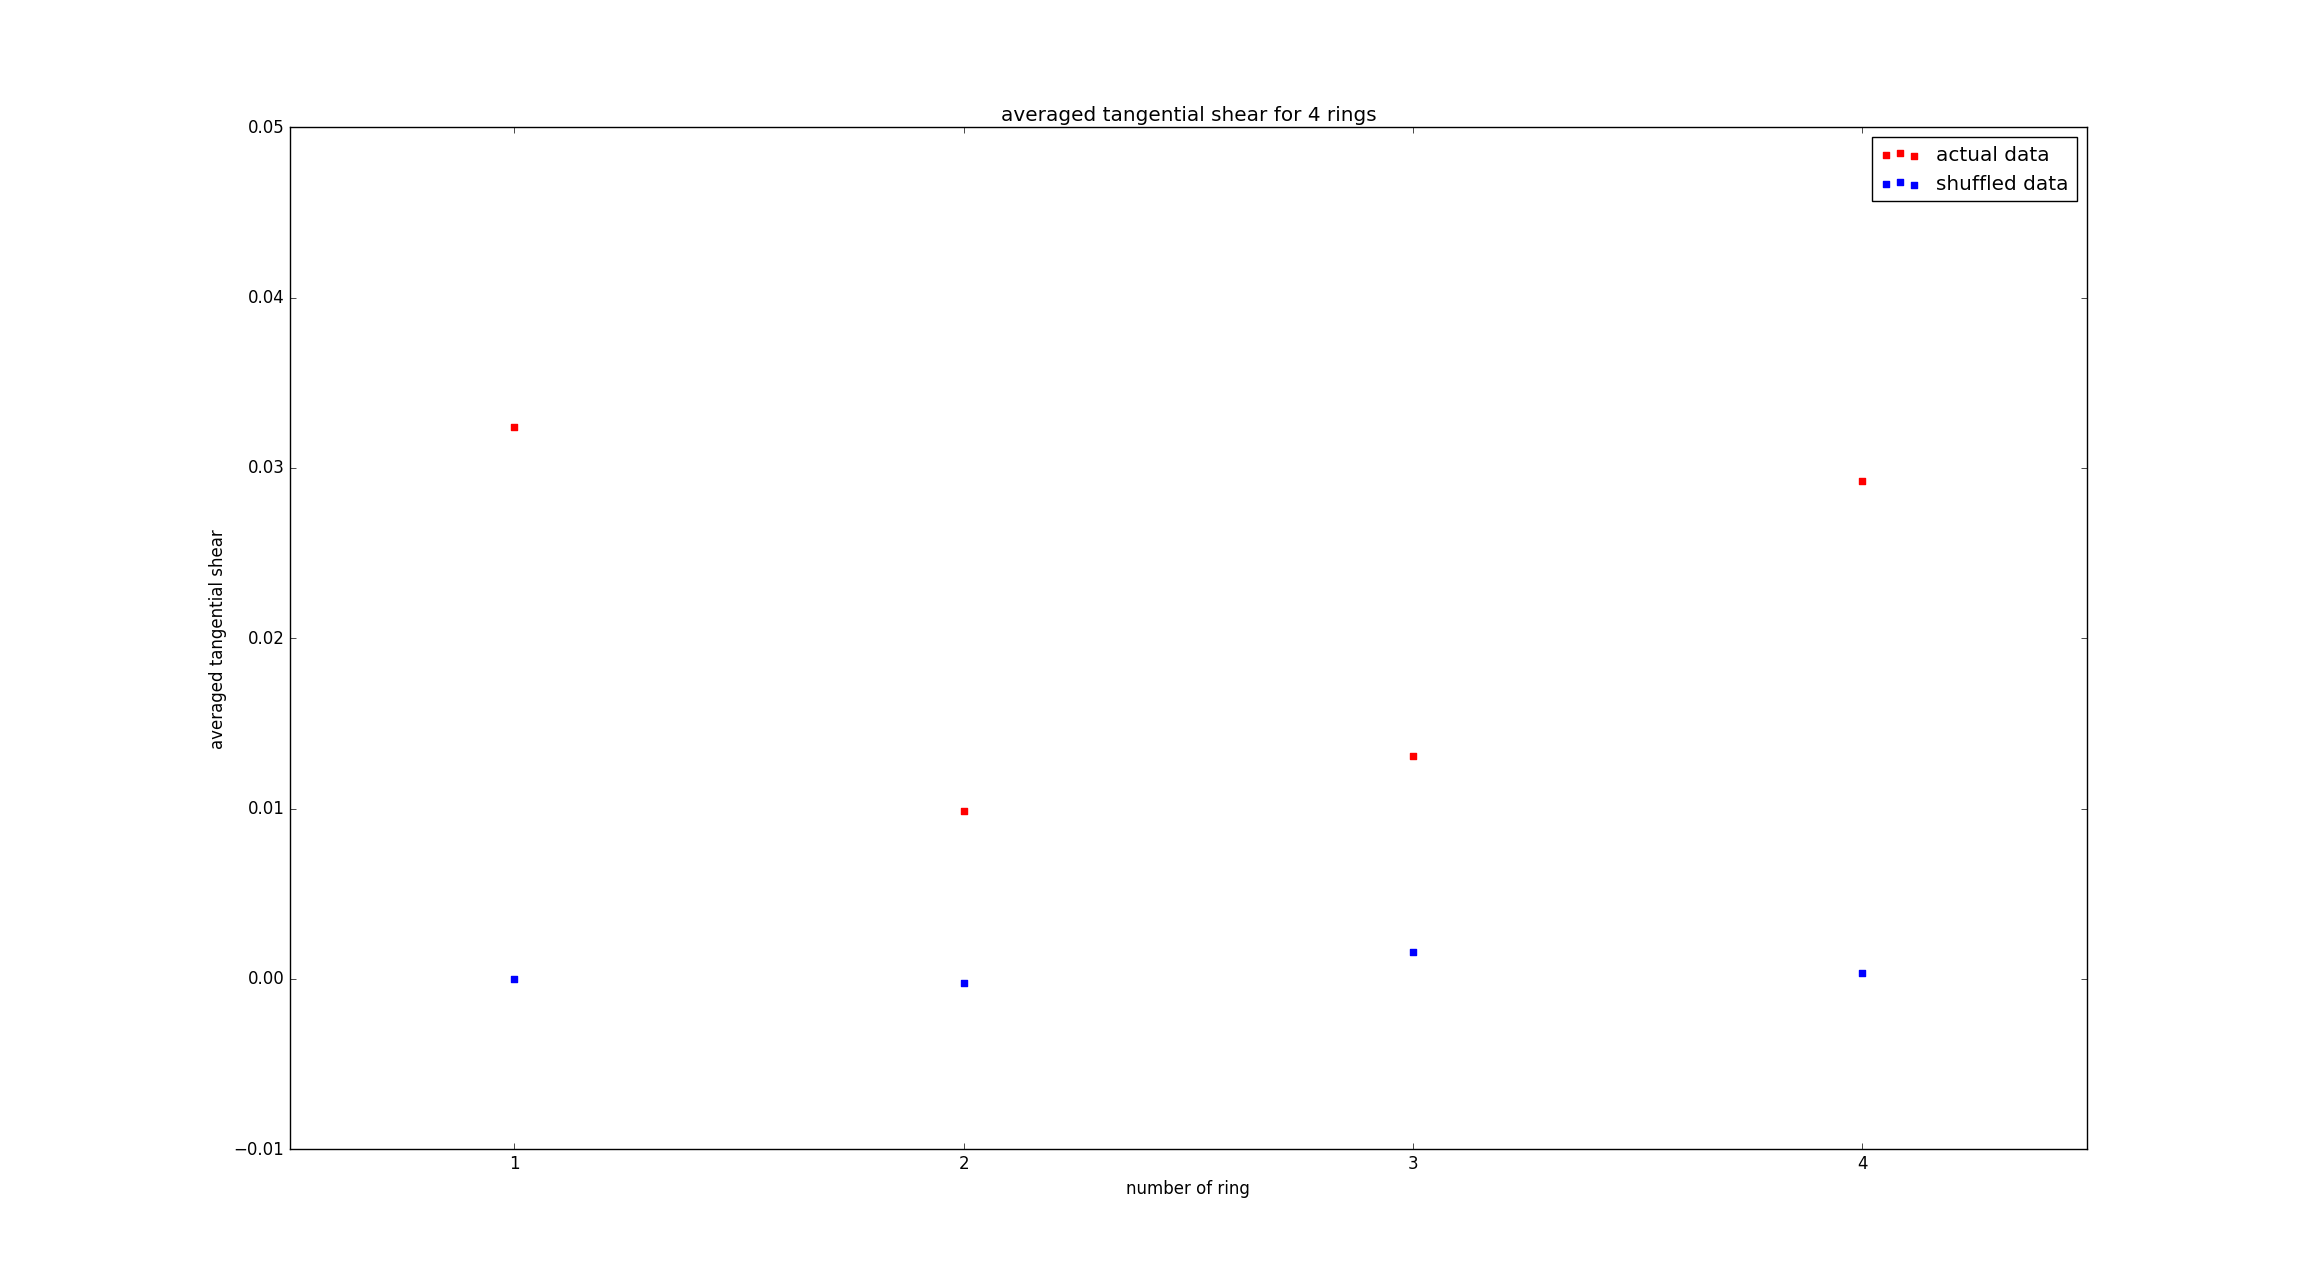 averaged tangential shear for 4 rings
actual data
shuffled data
0.05
0.04
0.03
0.02
0.01
0.00
−0.01
averaged tangential shear
1 2 3 4
number of ring